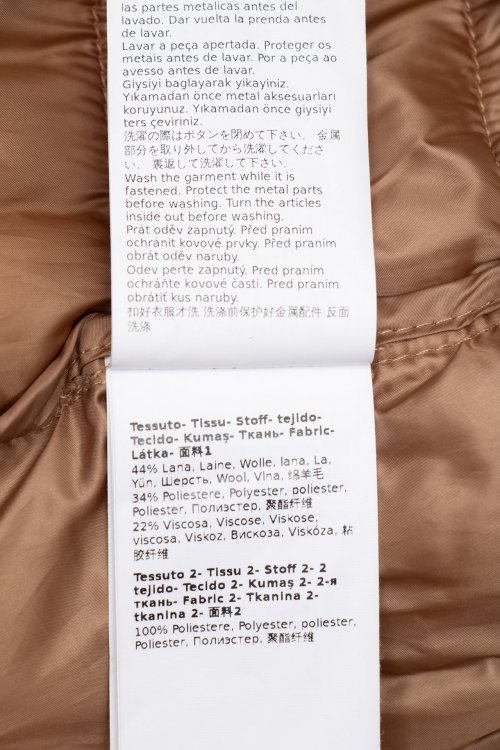 las partes metalicas antes del
lavado. Dar vuelta la prenda antes
de lavar.
Lavar a peça apertada. Proteger os
metais antes de lavar. Por a peça ao
avesso antes de lavar.
Giysiyi baglayarak yikayiniz.
Yıkamadan önce metal aksesuarları
koruyunuz. Yıkamadan önce giysiyi
ters çeviriniz.
洗濯の際はボタンを閉めて下さい、 金属
部分を取り外してから洗濯してくださ
い、 裏返して洗濯して下さい.
Wash the garment while it is
fastened. Protect the metal parts
before washing. Turn the articles
inside out before washing.
Prát oděv zapnutý. Před praním
ochránit kovové prvky. Před praním
obrát oděv naruby.
Odev perte zapnutý. Pred praním
ochráňte kovové časti. Pred praním
obrátiť kus naruby.
扣好衣服才洗 洗涤前保护好金属配件 反面
洗涤
Tessuto- Tissu- Stoff- tejido-
Tecido- Kumaş- Ткань- Fabric-
Látka- 面料1
44% Lana, Laine, Wolle, lana, La,
Yün, Шерсть, Wool, Vlna, 绵羊毛
34% Poliestere, Polyester, poliester,
Poliester, Полиэстер, 聚酯纤维
22% Viscosa, Viscose, Viskose,
viscosa, Viskoz, Вискоза, Viskóza, 粘
胶纤维
Tessuto 2- Tissu 2- Stoff 2- 2
tejido- Tecido 2- Kumaş 2- 2-я
ткань- Fabric 2- Tkanina 2-
tkanina 2- 面料2
100% Poliestere, Polyester, poliester,
Poliester, Полиэстер, 聚酯纤维